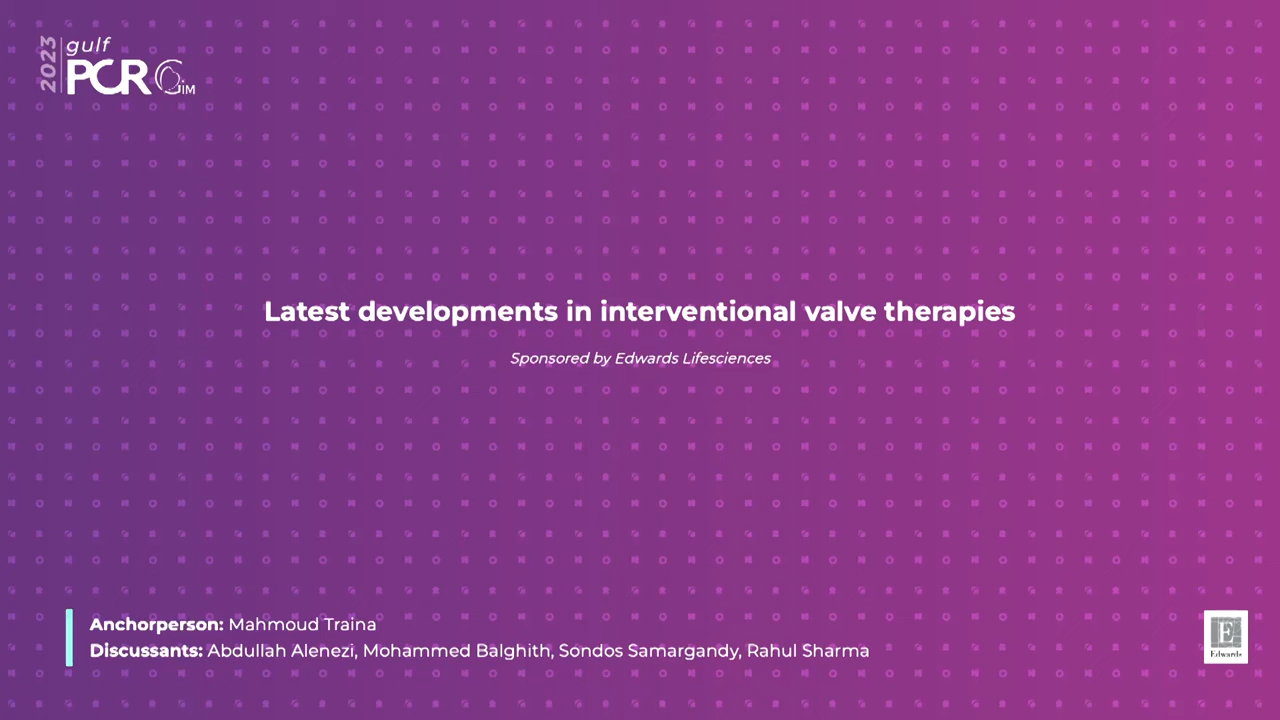 2023
gulf
PCR GIM
Latest developments in interventional valve therapies
Sponsored by Edwards Lifesciences
Anchorperson: Mahmoud Traina
Discussants: Abdullah Alenezi, Mohammed Balghith, Sondos Samargandy, Rahul Sharma
E
Edwards